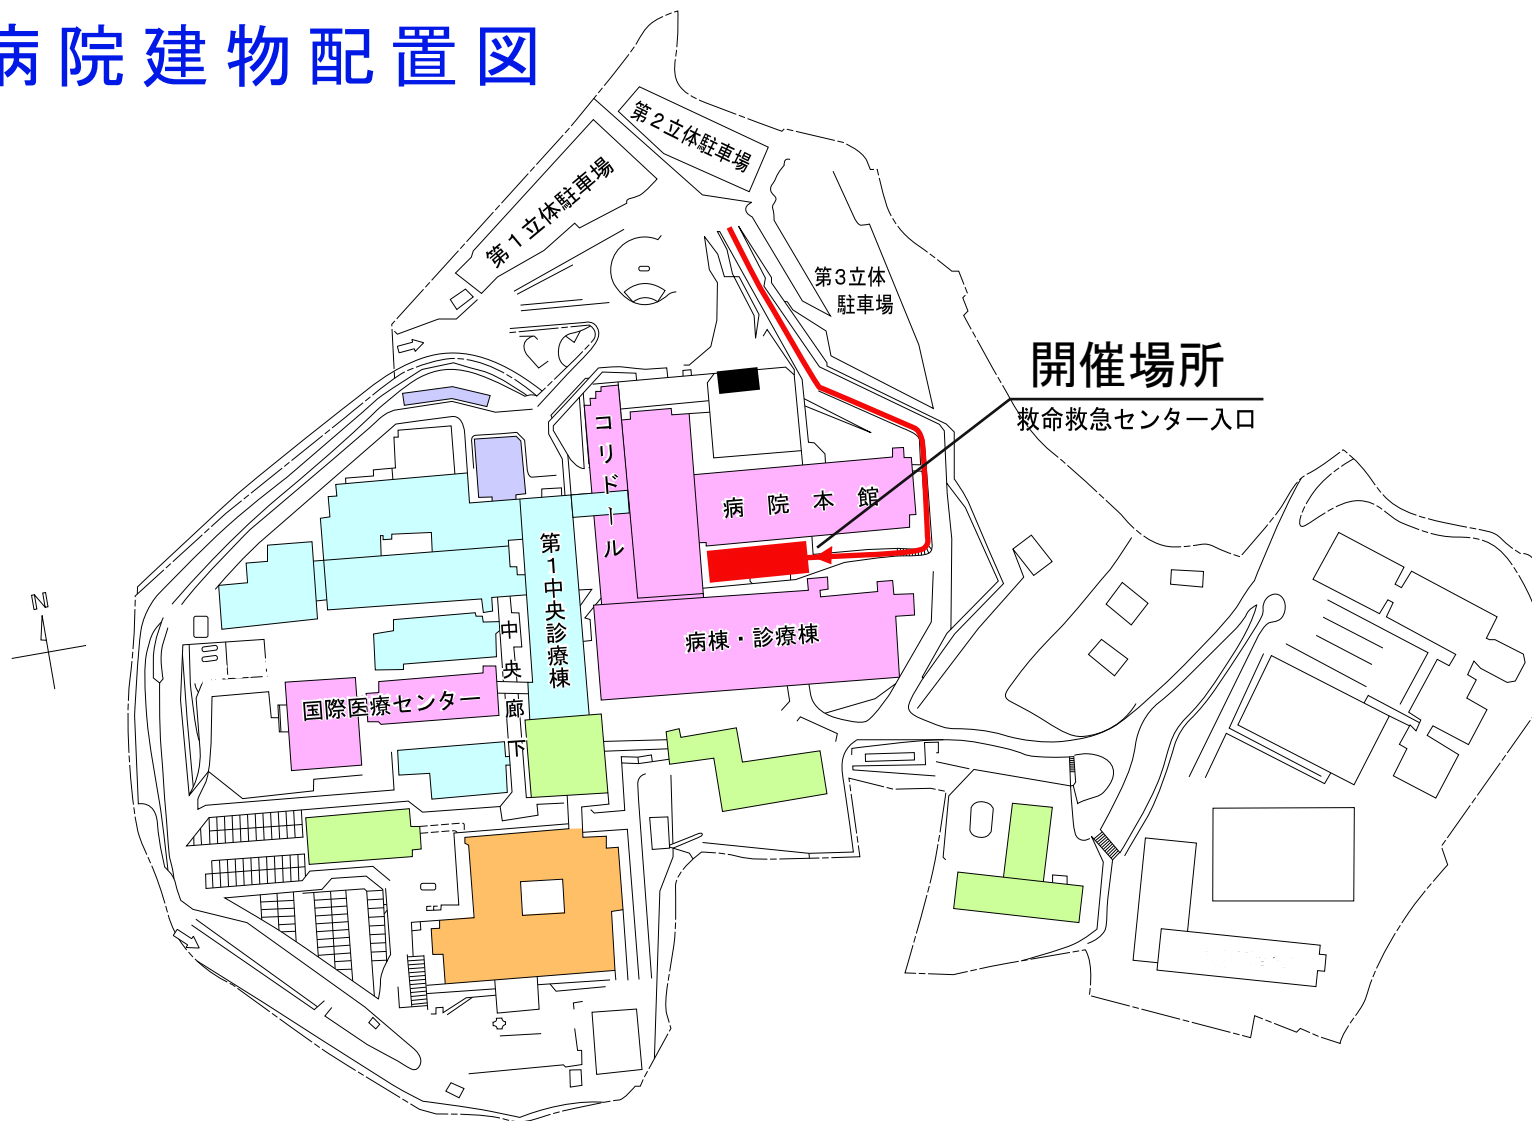 病院建物配置図
第2立体駐車場
第1立体駐車場
第3立体
駐車場
開催場所
救命救急センター入口
コリドール
病院本館
第1中央診療棟
病棟・診療棟
中央廊下
国際医療センター
N